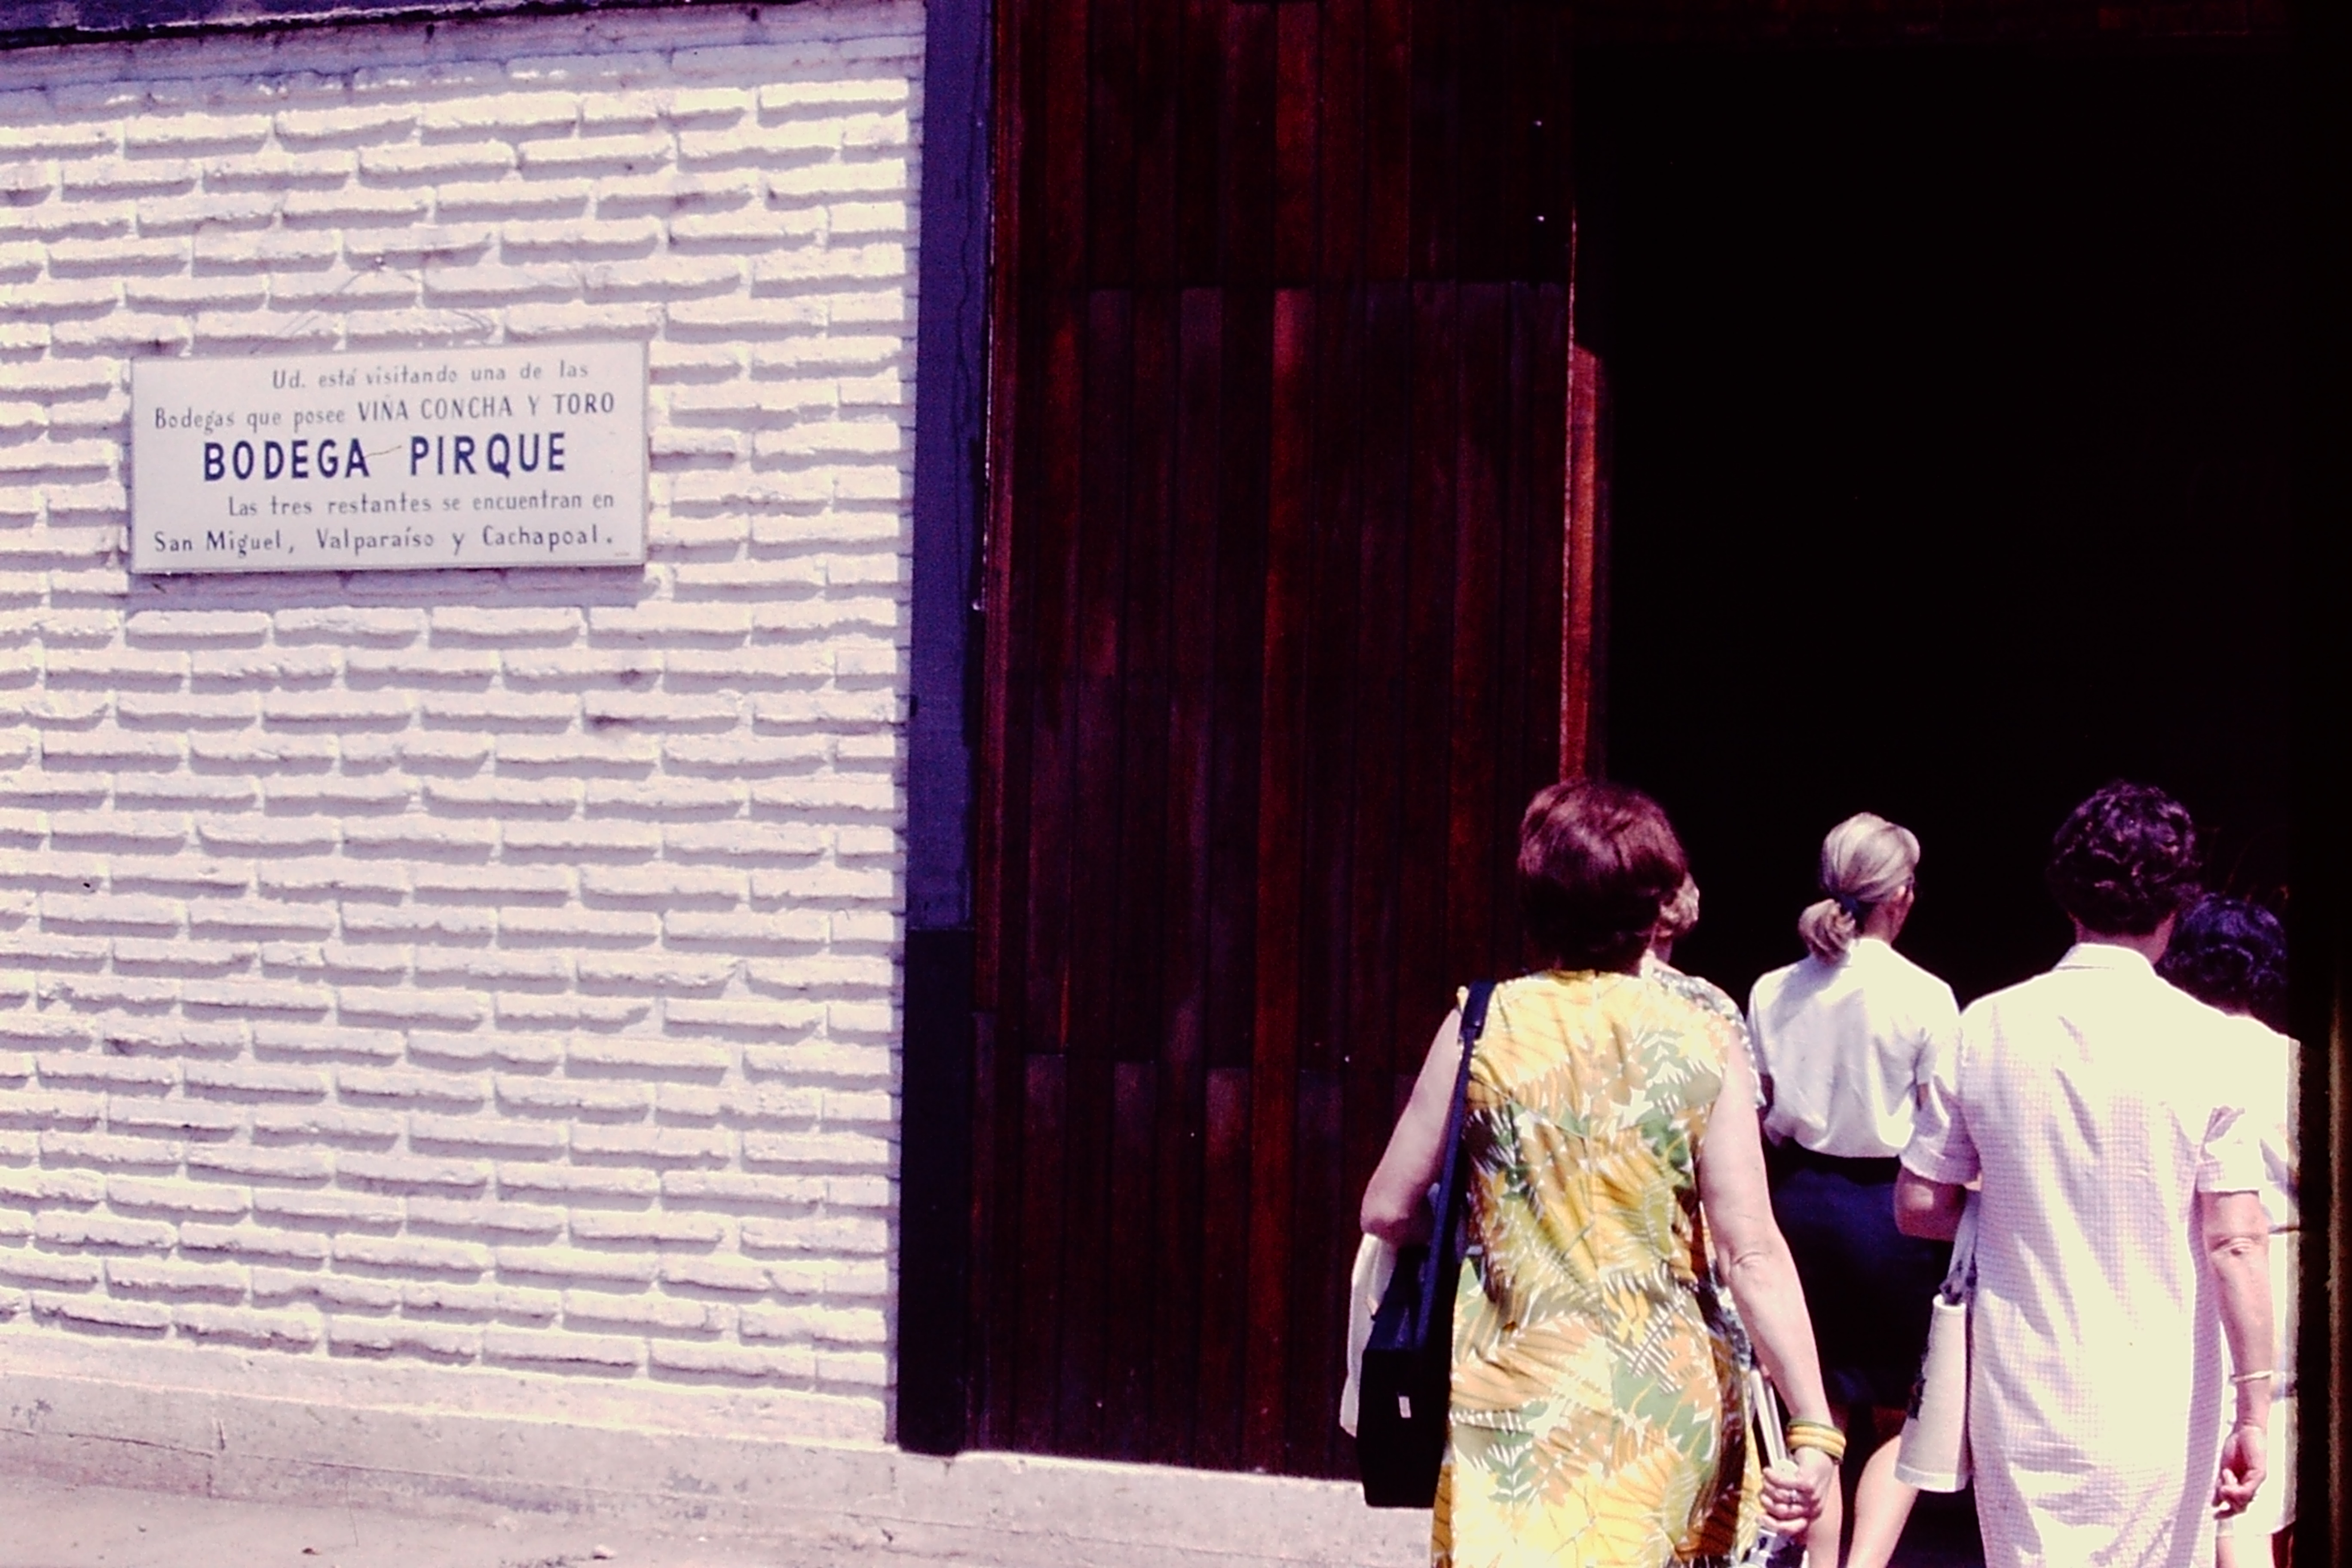 Ud. está visitando una de las
Bodegas que posee VIÑA CONCHA Y TORO
BODEGA PIRQUE
Las tres restantes se encuentran en
San Miguel, Valparaíso y Cachapoal.